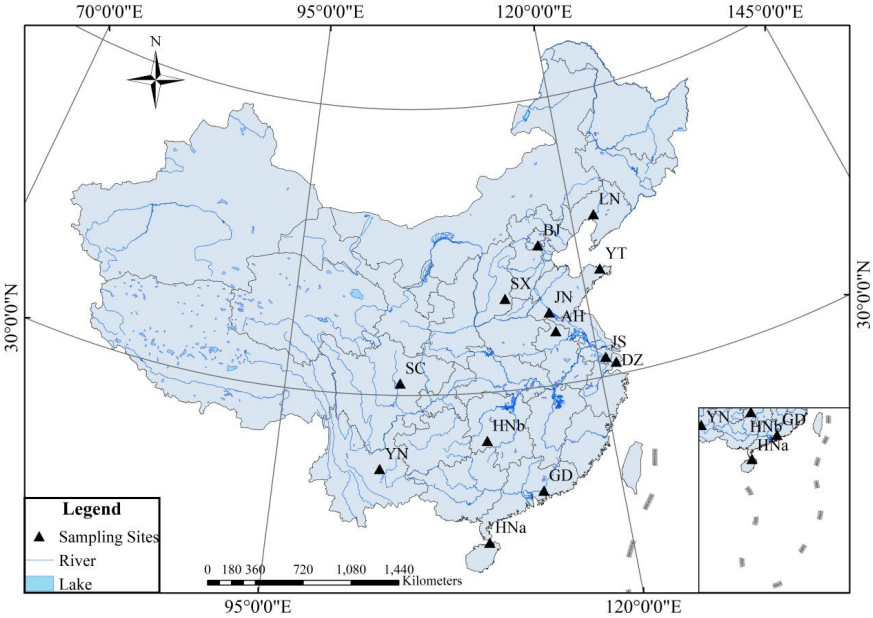 70°0'0"E 95°0'0"E 120°0'0"E 145°0'0"E
N
LN
BJ
YT
SX
JN
AH
30°0'0"N
30°0'0"N
JS
DZ
SC
HNb
YN
GD
HNa
YN
GD
HNb
HNa
Legend
Sampling Sites
River
Lake
0 180 360 720 1,080 1,440
Kilometers
95°0'0"E 120°0'0"E